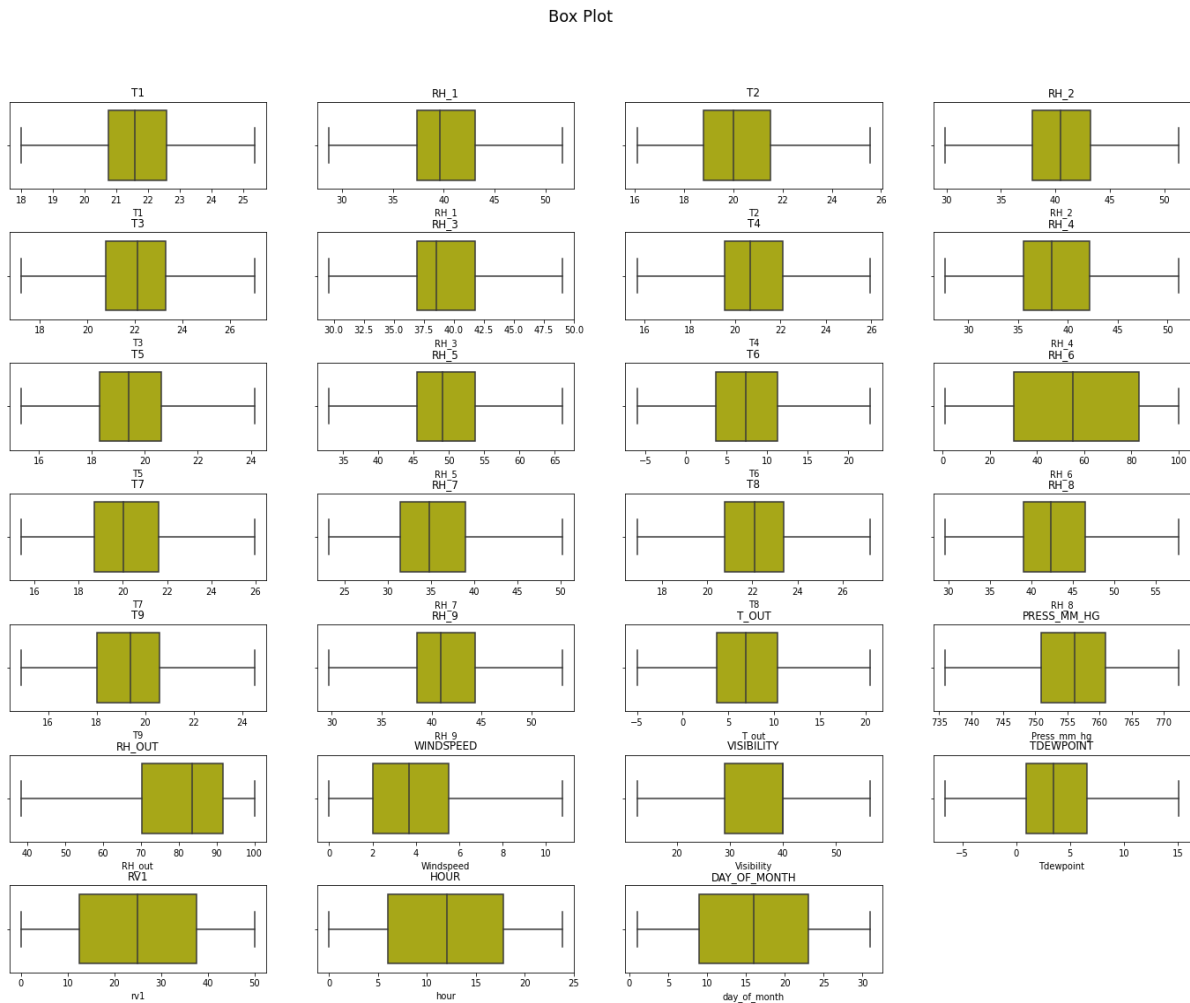 Box Plot
T1 RH_1 T2 RH_2
18 19 20 21 22 23 24 25 30 35 40 45 50 16 18 20 22 24 26 30 35 40 45 50
T1 RH_1 T2 RH_2
T3 RH_3 T4 RH_4
18 20 22 24 26 30.0 32.5 35.0 37.5 40.0 42.5 45.0 47.5 50.0 16 18 20 22 24 26 30 35 40 45 50
T3 RH_3 T4 RH_4
T5 RH_5 T6 RH_6
16 18 20 22 24 35 40 45 50 55 60 65 −5 0 5 10 15 20 0 20 40 60 80 100
T5 RH_5 T6 RH_6
T7 RH_7 T8 RH_8
16 18 20 22 24 26 25 30 35 40 45 50 18 20 22 24 26 30 35 40 45 50 55
T7 RH_7 T8 RH_8
T9 RH_9 T_OUT PRESS_MM_HG
16 18 20 22 24 30 35 40 45 50 −5 0 5 10 15 20 735 740 745 750 755 760 765 770
T9 RH_9 T_out Press_mm_hg
RH_OUT WINDSPEED VISIBILITY TDEWPOINT
40 50 60 70 80 90 100 0 2 4 6 8 10 20 30 40 50 −5 0 5 10 15
RH_out Windspeed Visibility Tdewpoint
RV1 HOUR DAY_OF_MONTH
0 10 20 30 40 50 0 5 10 15 20 25 0 5 10 15 20 25 30
rv1 hour day_of_month